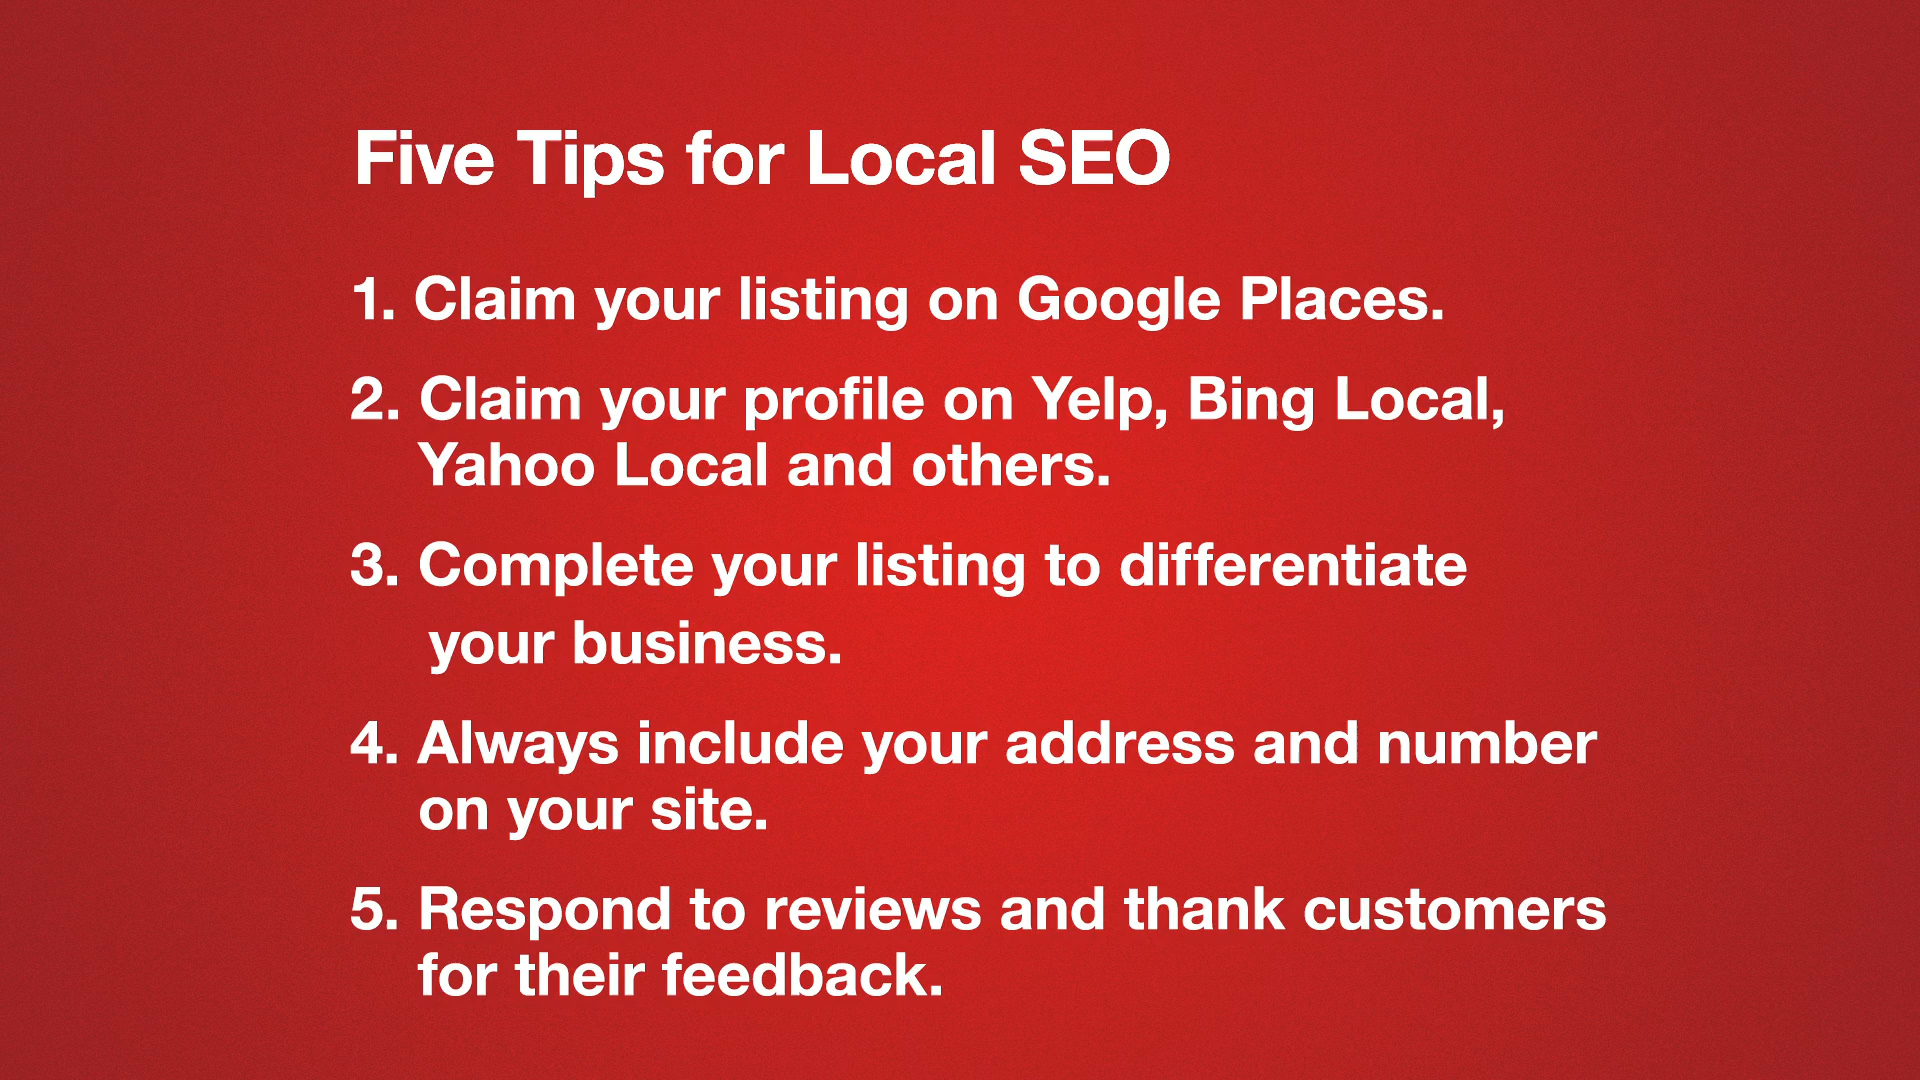 Five Tips for Local SEO
1. Claim your listing on Google Places.
2. Claim your profile on Yelp, Bing Local,
Yahoo Local and others.
3. Complete your listing to differentiate
your business.
4. Always include your address and number
on your site.
5. Respond to reviews and thank customers
for their feedback.